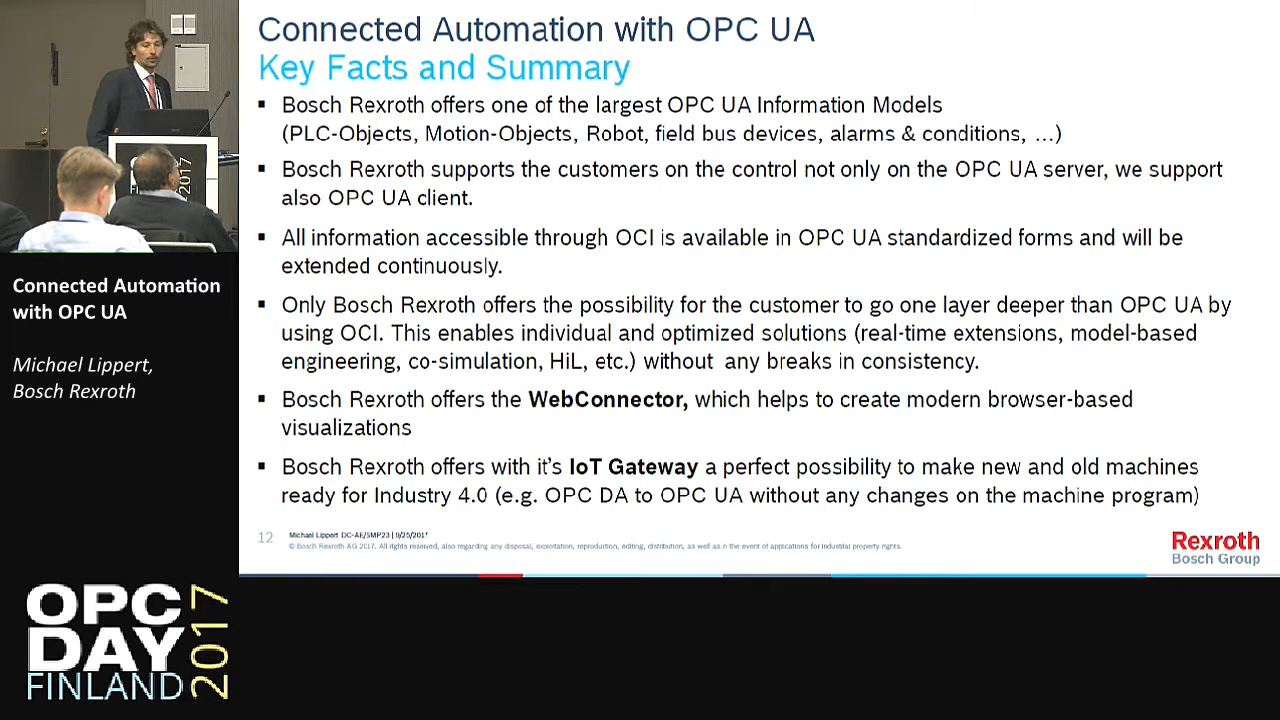 Connected Automation with OPC UA
Key Facts and Summary
▪ Bosch Rexroth offers one of the largest OPC UA Information Models
(PLC-Objects, Motion-Objects, Robot, field bus devices, alarms & conditions, …)
▪ Bosch Rexroth supports the customers on the control not only on the OPC UA server, we support
also OPC UA client.
▪ All information accessible through OCI is available in OPC UA standardized forms and will be
extended continuously.
▪ Only Bosch Rexroth offers the possibility for the customer to go one layer deeper than OPC UA by
using OCI. This enables individual and optimized solutions (real-time extensions, model-based
engineering, co-simulation, HiL, etc.) without any breaks in consistency.
▪ Bosch Rexroth offers the WebConnector, which helps to create modern browser-based
visualizations
▪ Bosch Rexroth offers with it's IoT Gateway a perfect possibility to make new and old machines
ready for Industry 4.0 (e.g. OPC DA to OPC UA without any changes on the machine program)
12
Michael Lippert DC-AE/SMP23 | 9/25/2017
© Bosch Rexroth AG 2017. All rights reserved, also regarding any disposal, exploitation, reproduction, editing, distribution, as well as in the event of applications for industrial property rights.
Rexroth
Bosch Group
Connected Automation
with OPC UA
Michael Lippert,
Bosch Rexroth
OPC
DAY
FINLAND
2017
2017